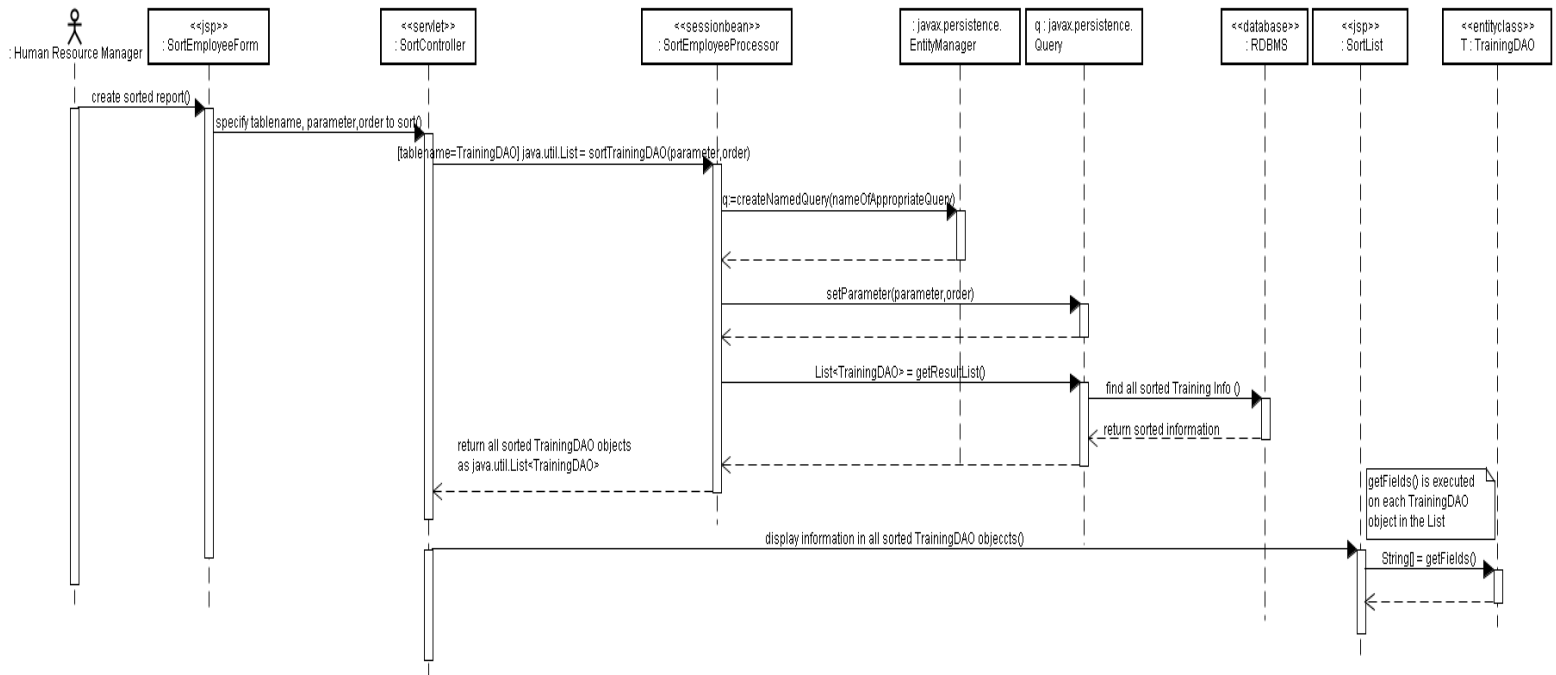 : Human Resource Manager
<<jsp>>
: SortEmployeeForm
<<servlet>>
: SortController
<<sessionbean>>
: SortEmployeeProcessor
: javax.persistence.
EntityManager
q : javax.persistence.
Query
<<database>>
: RDBMS
<<jsp>>
: SortList
<<entityclass>>
T : TrainingDAO
create sorted report()
specify tablename, parameter,order to sort()
[tablename=TrainingDAO] java.util.List = sortTrainingDAO(parameter,order)
q:=createNamedQuery(nameOfAppropriateQuery)
setParameter(parameter,order)
List<TrainingDAO> = getResultList()
find all sorted Training Info ()
return sorted information
return all sorted TrainingDAO objects
as java.util.List<TrainingDAO>
getFields() is executed
on each TrainingDAO
object in the List
display information in all sorted TrainingDAO objeccts()
String[] = getFields()